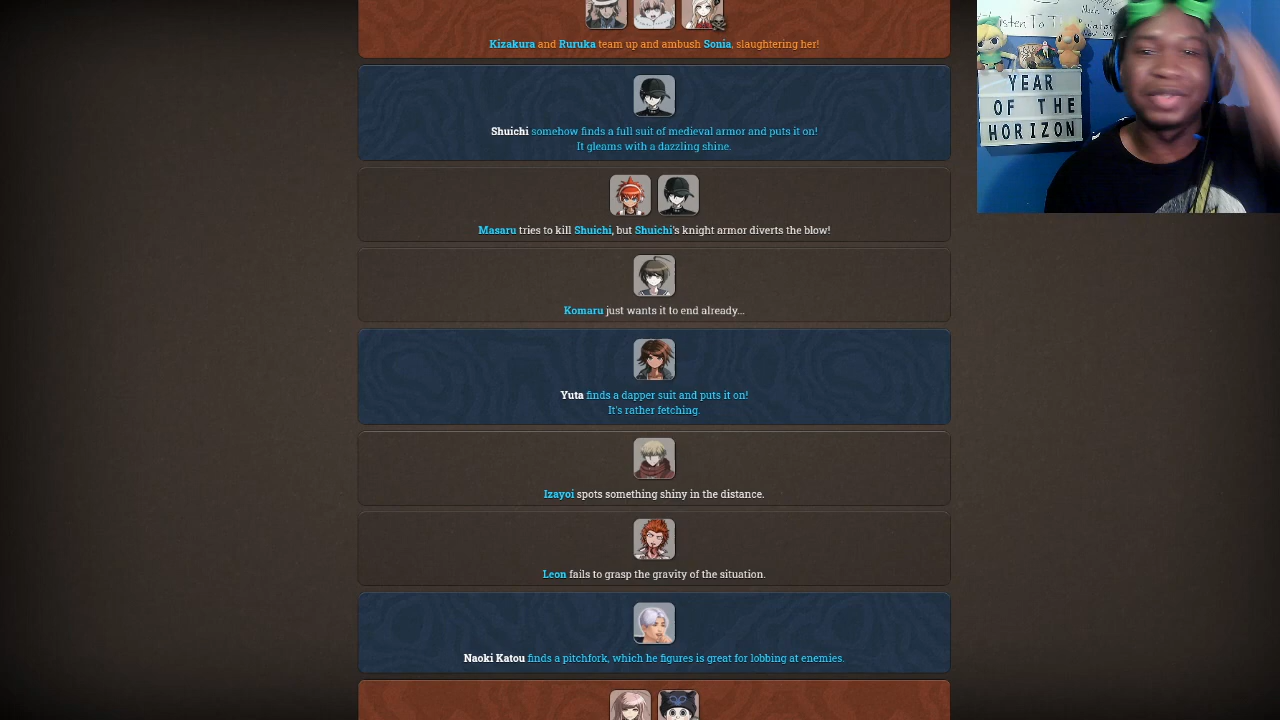 Kizakura and Ruruka team up and ambush Sonia, slaughtering her!
Shuichi somehow finds a full suit of medieval armor and puts it on!
It gleams with a dazzling shine.
Masaru tries to kill Shuichi, but Shuichi's knight armor diverts the blow!
Komaru just wants it to end already...
Yuta finds a dapper suit and puts it on!
It's rather fetching.
Izayoi spots something shiny in the distance.
Leon fails to grasp the gravity of the situation.
Naoki Katou finds a pitchfork, which he figures is great for lobbing at enemies.
Listen To T
YEAR
OF THE
HORIZON